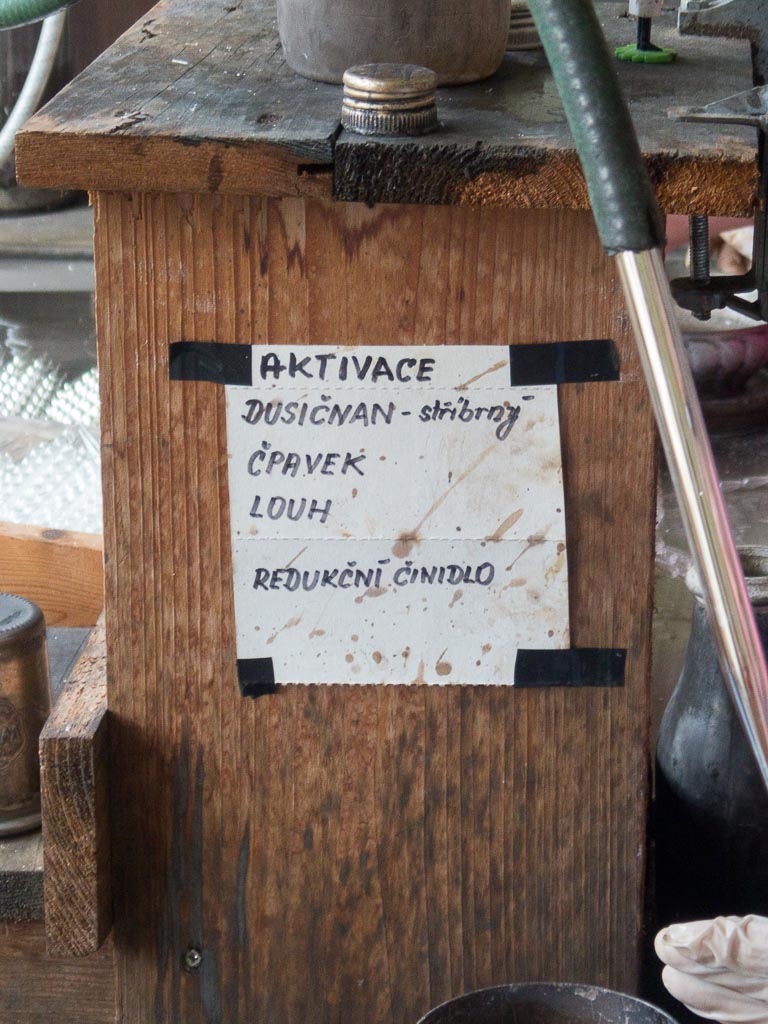 AKTIVACE
DUSIČNAN - stříbrný
ČPAVEK
LOUH
REDUKČNÍ ČINIDLO